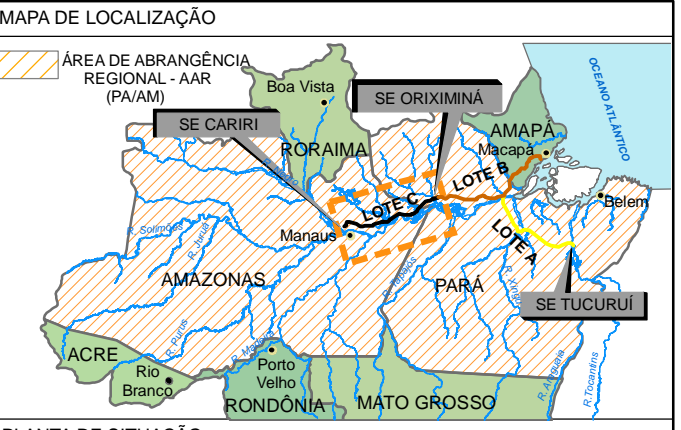 MAPA DE LOCALIZAÇÃO
ÁREA DE ABRANGÊNCIA
REGIONAL - AAR
(PA/AM)
Boa Vista
SE ORIXIMINÁ
OCEANO ATLÂNTICO
SE CARIRI
AMAPÁ
Macapá
RORAIMA
LOTE B
LOTE C
Belem
R. Solimões
R. Juruá
Manaus
LOTE A
AMAZONAS
R. Tapajós
PARÁ
R. Xingu
SE TUCURUÍ
R. Purus
R. Madeira
ACRE
Rio
Branco
Porto
Velho
R. Araguaia
R.Tocantins
RONDÔNIA
MATO GROSSO